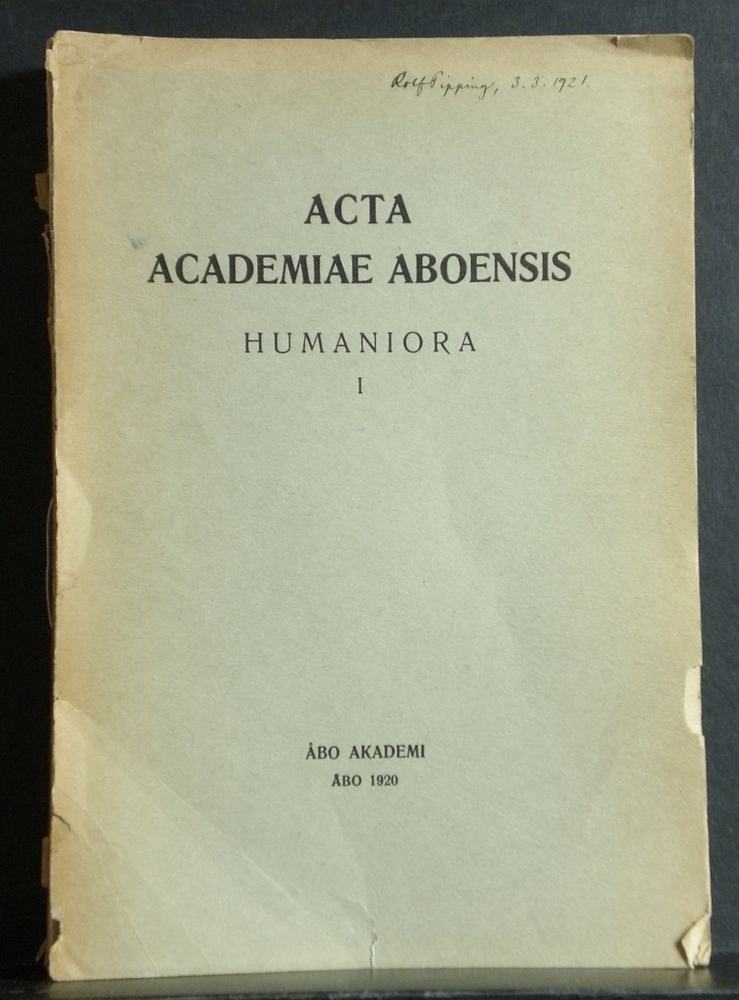 Rolf Pipping, 3.3.1921.
ACTA
ACADEMIAE ABOENSIS
HUMANIORA
I
ÅBO AKADEMI
ÅBO 1920